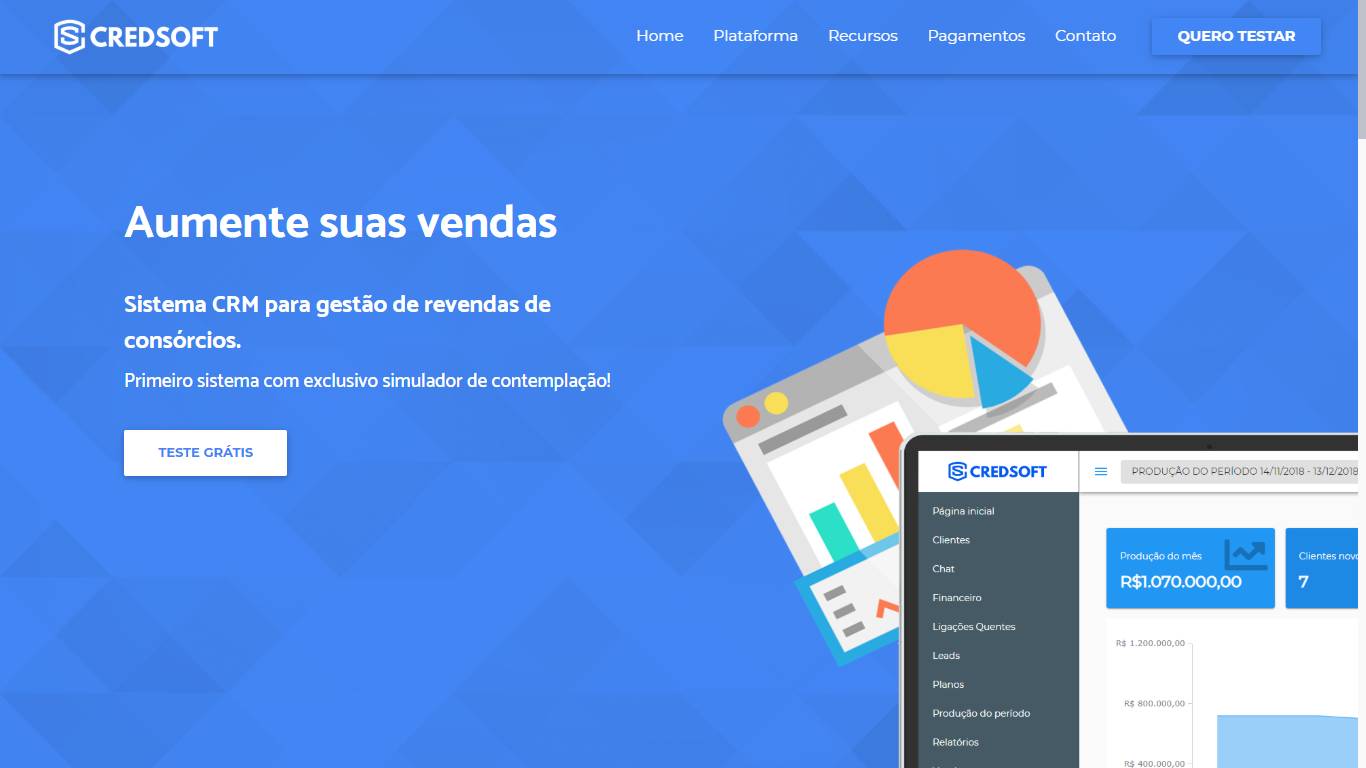 CREDSOFT
Home
Plataforma
Recursos
Pagamentos
Contato
QUERO TESTAR
Aumente suas vendas
Sistema CRM para gestão de revendas de
consórcios.
Primeiro sistema com exclusivo simulador de contemplação!
TESTE GRÁTIS
CREDSOFT
PRODUÇÃO DO PERÍODO 14/11/2018 - 13/12/2018
Página inicial
Clientes
Chat
Financeiro
Ligações Quentes
Leads
Planos
Produção do período
Relatórios
Produção do mês
R$1.070.000,00
Clientes novo
7
R$ 1.200.000,00
R$ 800.000,00
R$ 400.000,00